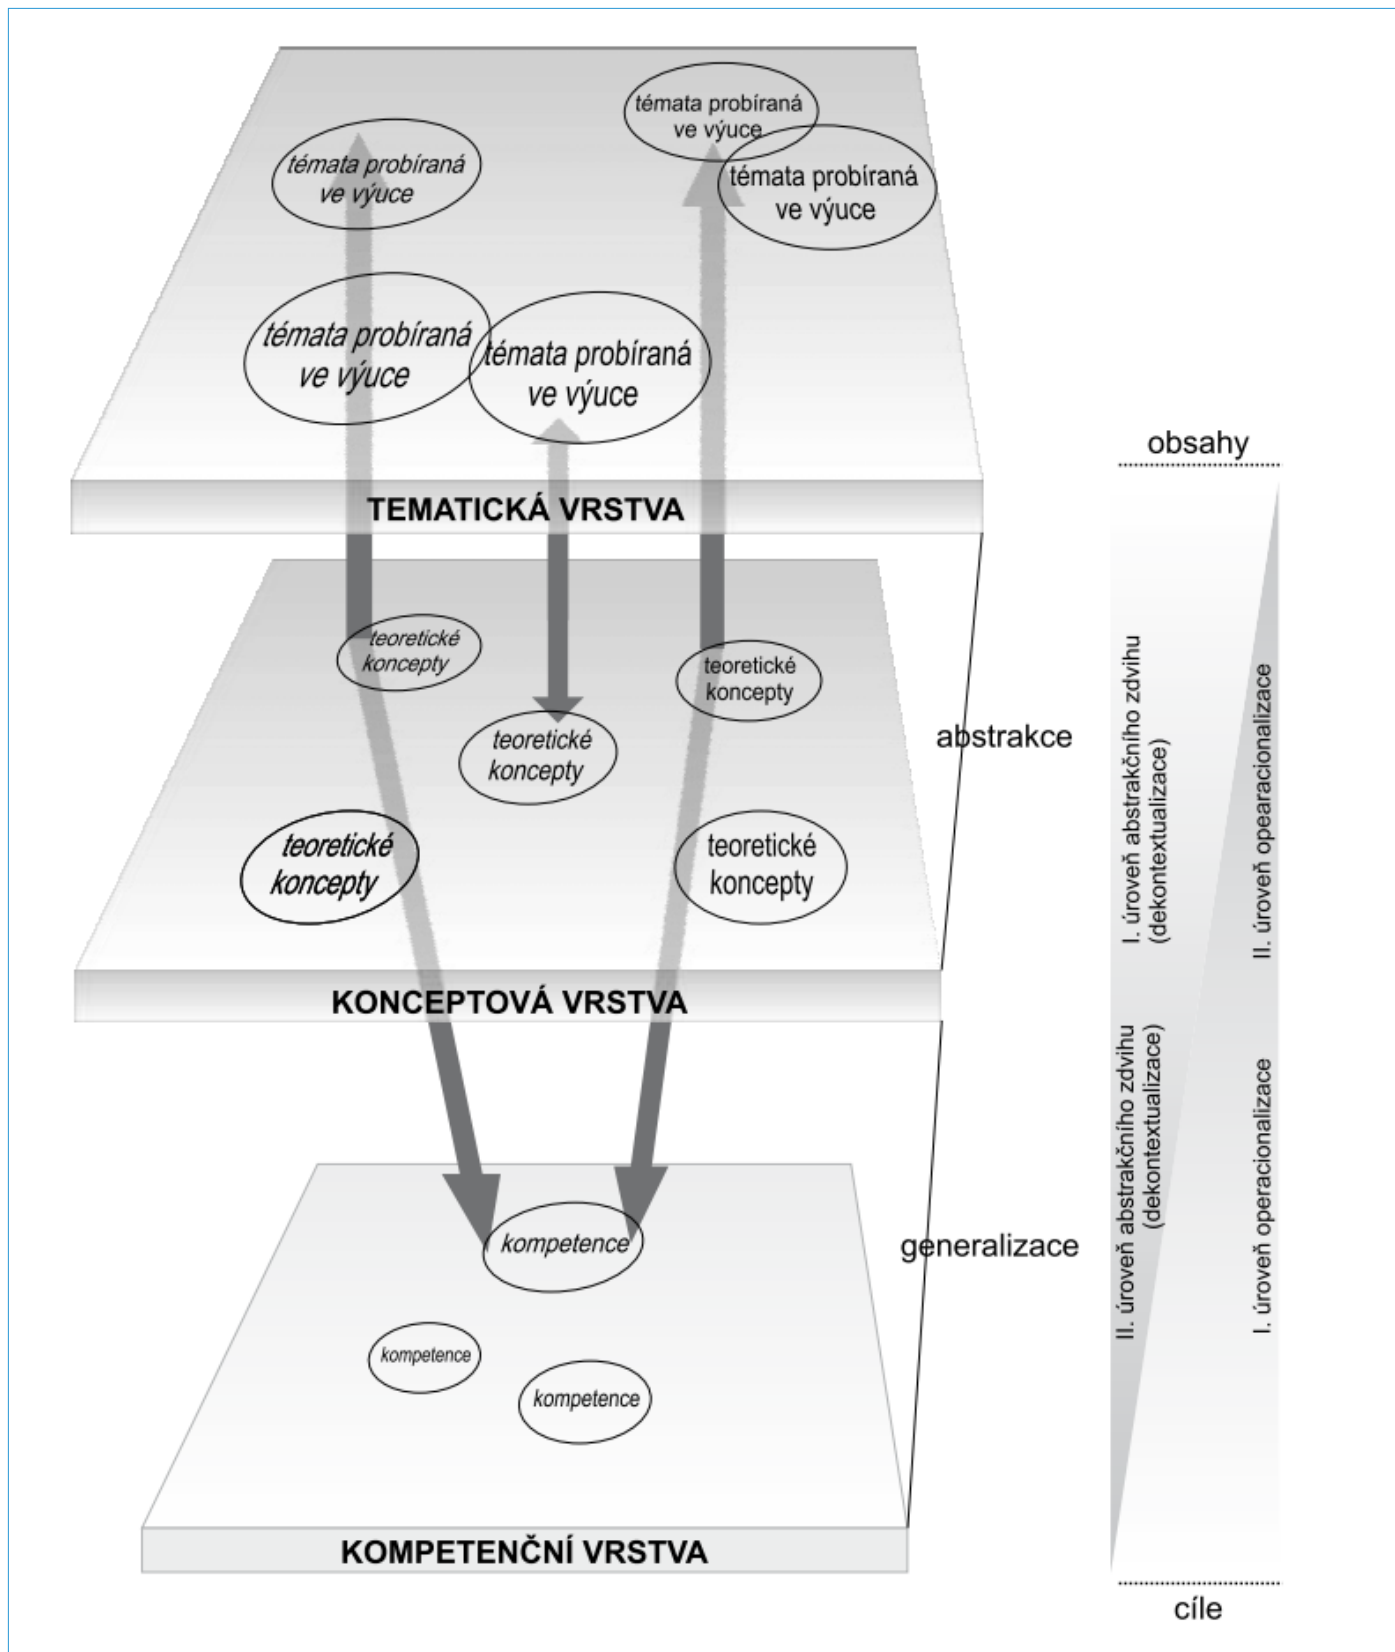 témata probíraná
ve výuce
témata probíraná
ve výuce
témata probíraná
ve výuce
témata probíraná
ve výuce
témata probíraná
ve výuce
TEMATICKÁ VRSTVA
teoretické
koncepty
teoretické
koncepty
teoretické
koncepty
teoretické
koncepty
teoretické
koncepty
KONCEPTOVÁ VRSTVA
kompetence
kompetence
kompetence
KOMPETENČNÍ VRSTVA
abstrakce
generalizace
obsahy
I. úroveň abstrakčního zdvihu
(dekontextualizace)
II. úroveň opearacionalizace
II. úroveň abstrakčního zdvihu
(dekontextualizace)
I. úroveň operacionalizace
cíle